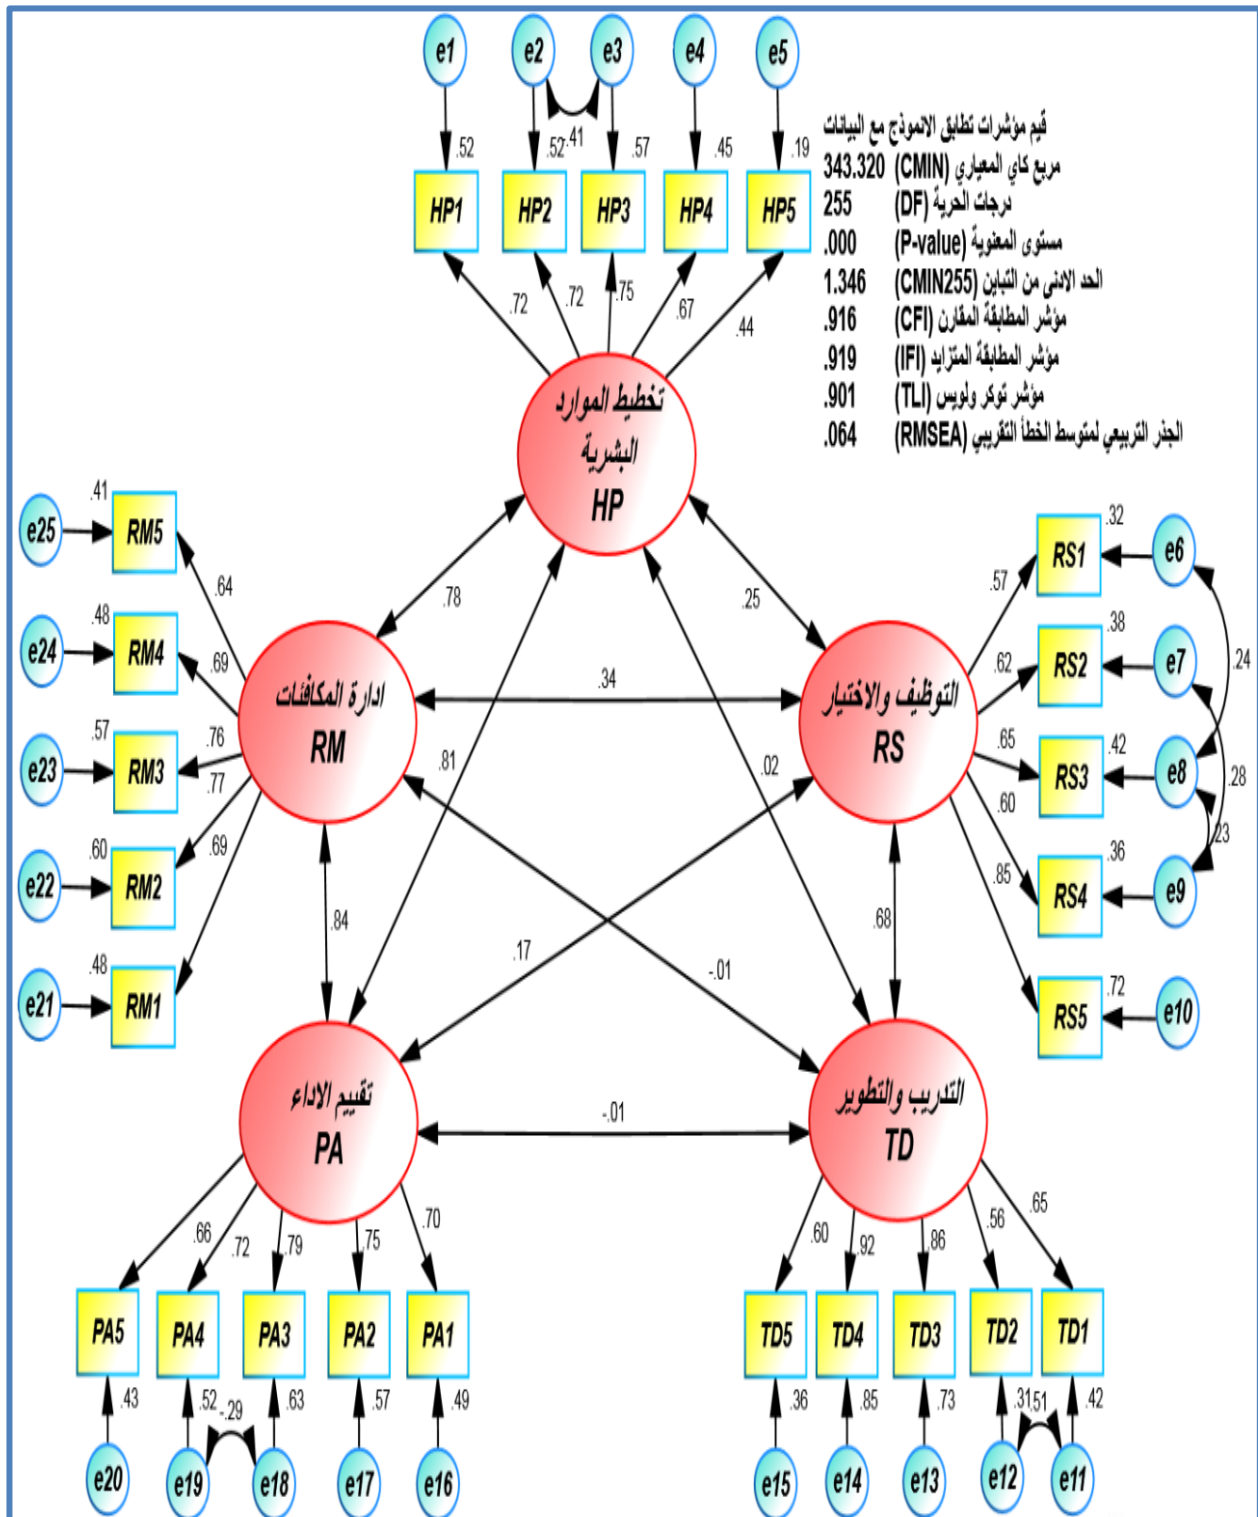 e1
e2
e3
e4
e5
.52
.52
-.41
.57
.45
.19
HP1
HP2
HP3
HP4
HP5
.72
.72
.75
.67
.44
قيم مؤشرات تطابق الانموذج مع البيانات
مربع كاي المعياري (CMIN) 343.320
درجات الحرية (DF) 255
مستوى المعنوية (P-value) .000
الحد الادنى من التباين (CMIN255) 1.346
مؤشر المطابقة المقارن (CFI) .916
مؤشر المطابقة المتزايد (IFI) .919
مؤشر توكر ولويس (TLI) .901
الجذر التربيعي لمتوسط الخطأ التقريبي (RMSEA) .064
تخطيط الموارد
البشرية
HP
e25
.41
RM5
.64
e24
.48
RM4
.69
e23
.57
RM3
.76
e22
.60
RM2
.77
e21
.48
RM1
.69
ادارة المكافئات
RM
.78
.25
.34
.81
.02
.84
.17
-.01
.68
-.01
التوظيف والاختيار
RS
.57
RS1
.32
e6
.62
RS2
.38
e7
.65
RS3
.42
e8
.60
RS4
.36
e9
.85
RS5
.72
e10
.24
.28
.23
تقييم الاداء
PA
.66
.72
.79
.75
.70
PA5
PA4
PA3
PA2
PA1
.43
.52
-.29
.63
.57
.49
e20
e19
e18
e17
e16
التدريب والتطوير
TD
.60
.92
.86
.56
.65
TD5
TD4
TD3
TD2
TD1
.36
.85
.73
.31
.51
.42
e15
e14
e13
e12
e11